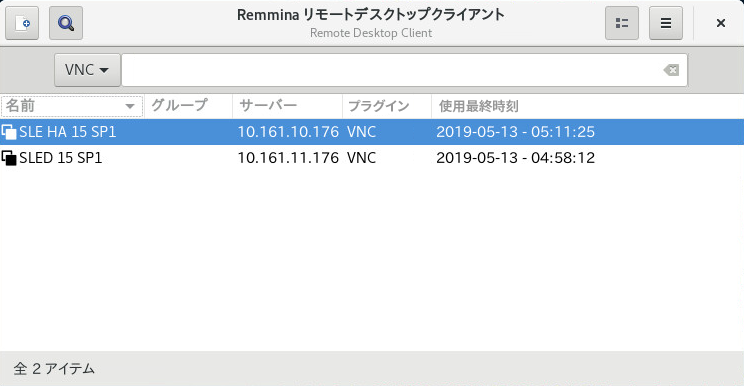 Remmina リモートデスクトップクライアント
Remote Desktop Client
VNC
名前 グループ サーバー プラグイン 使用最終時刻
SLE HA 15 SP1 10.161.10.176 VNC 2019-05-13 - 05:11:25
SLED 15 SP1 10.161.11.176 VNC 2019-05-13 - 04:58:12
全 2 アイテム